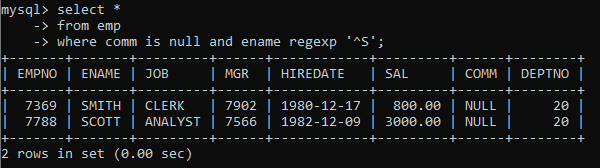 mysql> select *
    -> from emp
    -> where comm is null and ename regexp '^S';
+-------+-------+---------+------+------------+---------+------+--------+
| EMPNO | ENAME | JOB     | MGR  | HIREDATE   | SAL     | COMM | DEPTNO |
+-------+-------+---------+------+------------+---------+------+--------+
|  7369 | SMITH | CLERK   | 7902 | 1980-12-17 |  800.00 | NULL |     20 |
|  7788 | SCOTT | ANALYST | 7566 | 1982-12-09 | 3000.00 | NULL |     20 |
+-------+-------+---------+------+------------+---------+------+--------+
2 rows in set (0.00 sec)